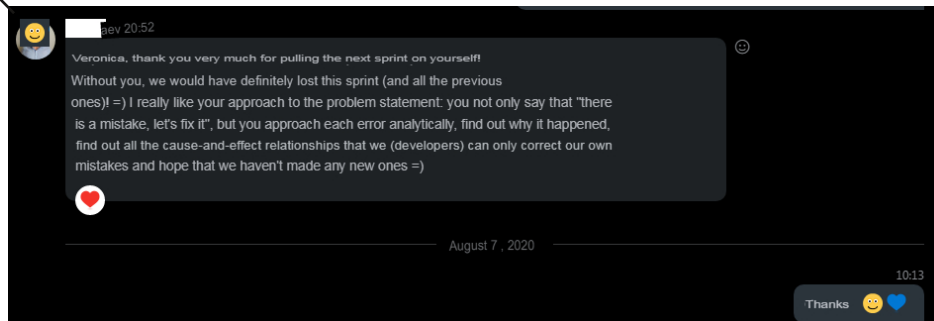 aev 20:52
Veronica, thank you very much for pulling the next sprint on yourself!
Without you, we would have definitely lost this sprint (and all the previous
ones)! =) I really like your approach to the problem statement: you not only say that "there
is a mistake, let's fix it", but you approach each error analytically, find out why it happened,
find out all the cause-and-effect relationships that we (developers) can only correct our own
mistakes and hope that we haven't made any new ones =)
August 7 , 2020
10:13
Thanks